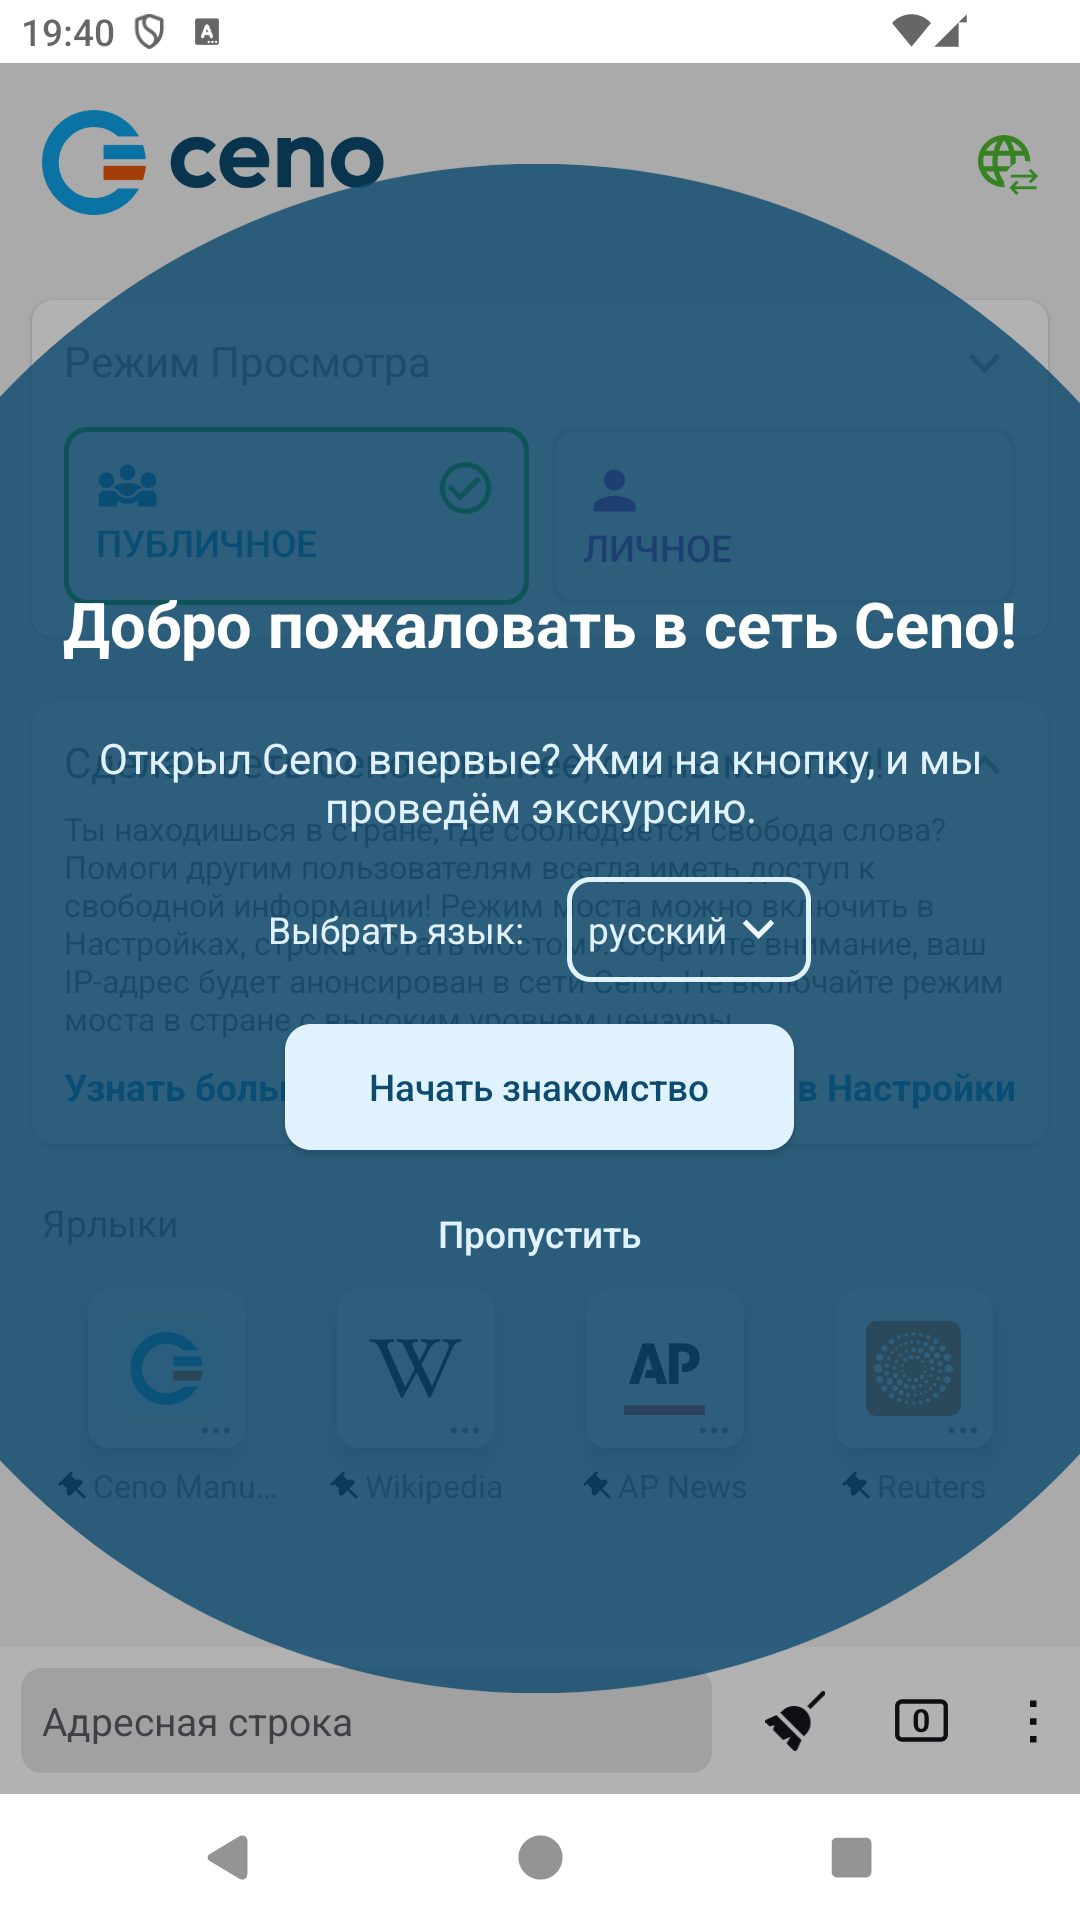 19:40
ceno
Режим Просмотра
ПУБЛИЧНОЕ
ЛИЧНОЕ
Добро пожаловать в сеть Ceno!
Открыл Ceno впервые? Жми на кнопку, и мы
проведём экскурсию.
Ты находишься в стране, где соблюдается свобода слова?
Помоги другим пользователям всегда иметь доступ к
свободной информации! Режим моста можно включить в
Выбрать язык:
русский
Настройках, строка «Стать мостом». Обратите внимание, ваш
IP-адрес будет анонсирован в сети Ceno. Не включайте режим
моста в стране с высоким уровнем цензуры.
Узнать
Начать знакомство
в Настройки
Ярлыки
Пропустить
W
AP
Ceno Manu...
Wikipedia
AP News
Reuters
Адресная строка
0